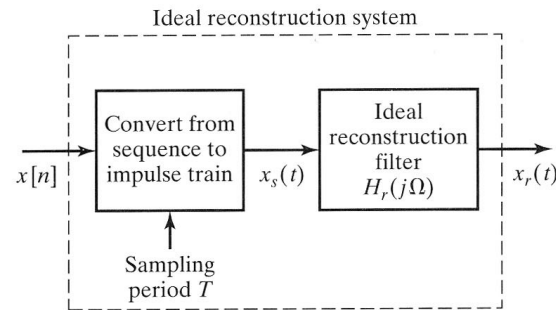 Ideal reconstruction system
Convert from
sequence to
impulse train
Ideal
reconstruction
filter
H_r(jΩ)
x[n]
x_s(t)
x_r(t)
Sampling
period T